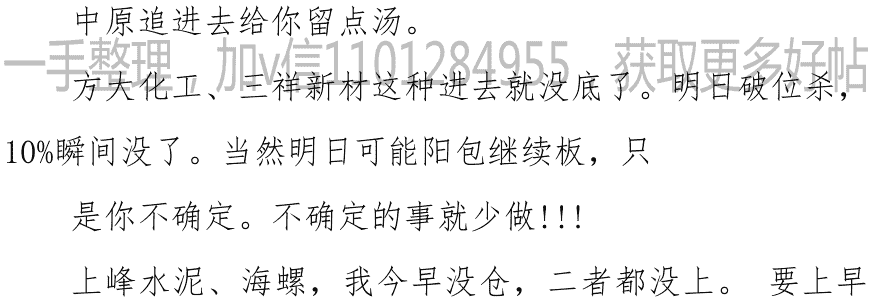 中原追进去给你留点汤。
一手整理 加v信1101284955 获取更多好帖
方大化工、三祥新材这种进去就没底了。明日破位杀，
10%瞬间没了。当然明日可能阳包继续板，只
是你不确定。不确定的事就少做!!!
上峰水泥、海螺，我今早没仓，二者都没上。 要上早